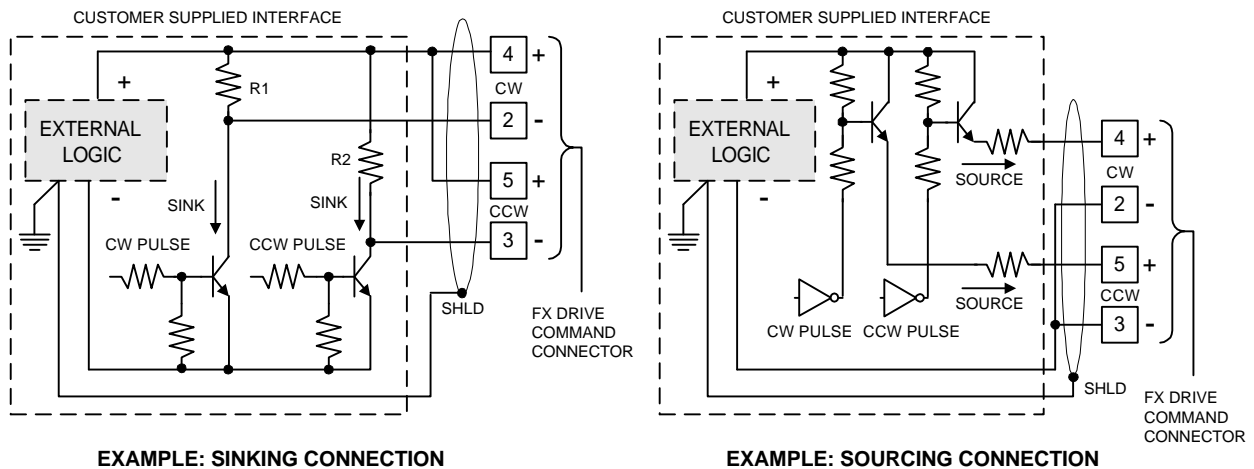 CUSTOMER SUPPLIED INTERFACE
+
EXTERNAL
LOGIC
-
R1
R2
SINK
SINK
CW PULSE
CCW PULSE
4 +
CW
2 -
5 +
CCW
3 -
SHLD
FX DRIVE
COMMAND
CONNECTOR
EXAMPLE: SINKING CONNECTION
CUSTOMER SUPPLIED INTERFACE
+
EXTERNAL
LOGIC
-
SOURCE
SOURCE
CW PULSE
CCW PULSE
4 +
CW
2 -
5 +
CCW
3 -
SHLD
FX DRIVE
COMMAND
CONNECTOR
EXAMPLE: SOURCING CONNECTION